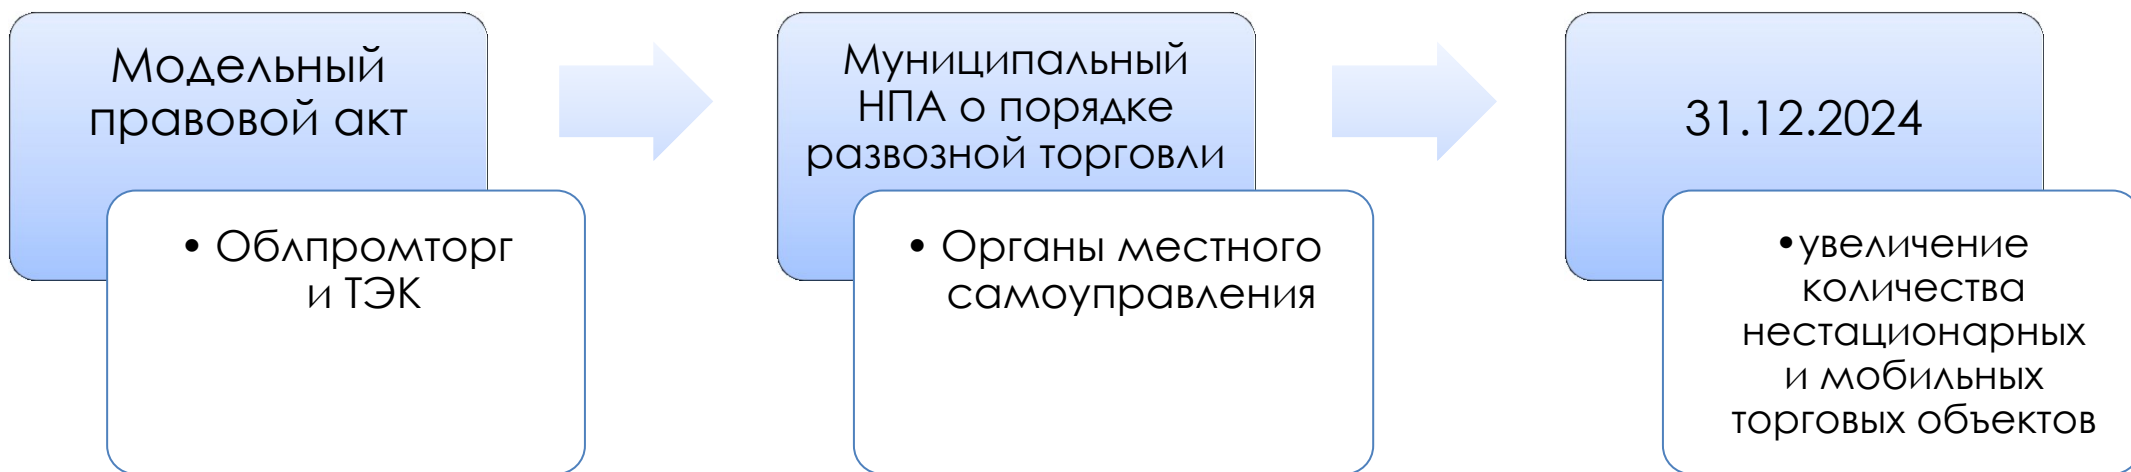 Модельный
правовой акт
• Облпромторг
и ТЭК
Муниципальный
НПА о порядке
развозной торговли
• Органы местного
самоуправления
31.12.2024
•увеличение
количества
нестационарных
и мобильных
торговых объектов